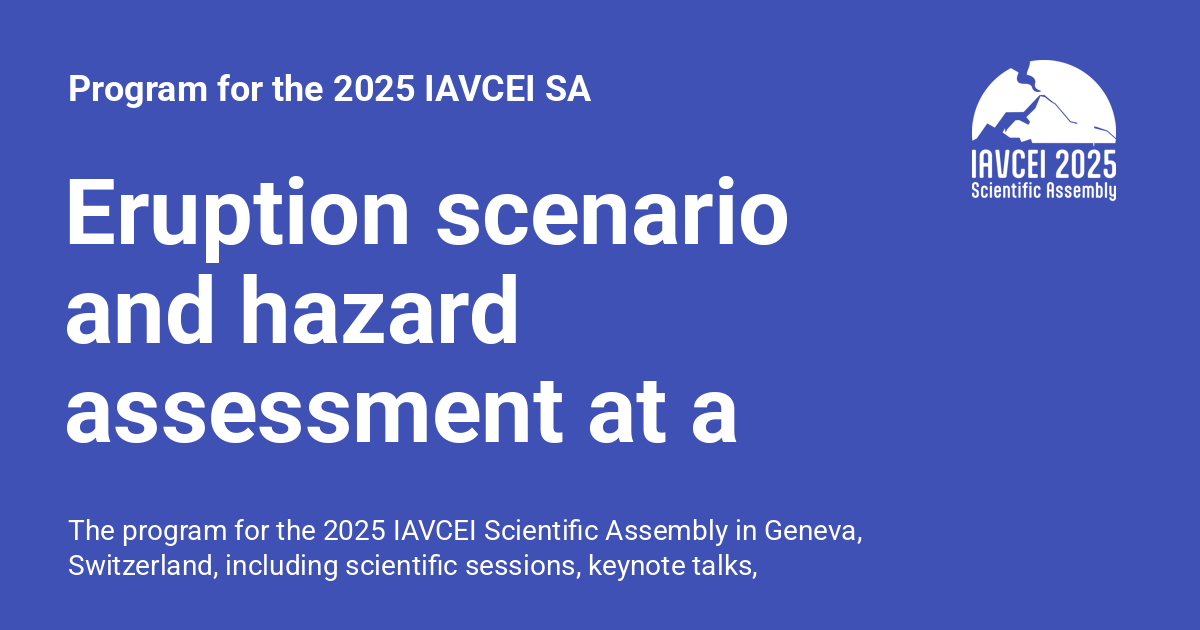 Program for the 2025 IAVCEI SA
IAVCEI 2025
Scientific Assembly
Eruption scenario
and hazard
assessment at a
The program for the 2025 IAVCEI Scientific Assembly in Geneva,
Switzerland, including scientific sessions, keynote talks,